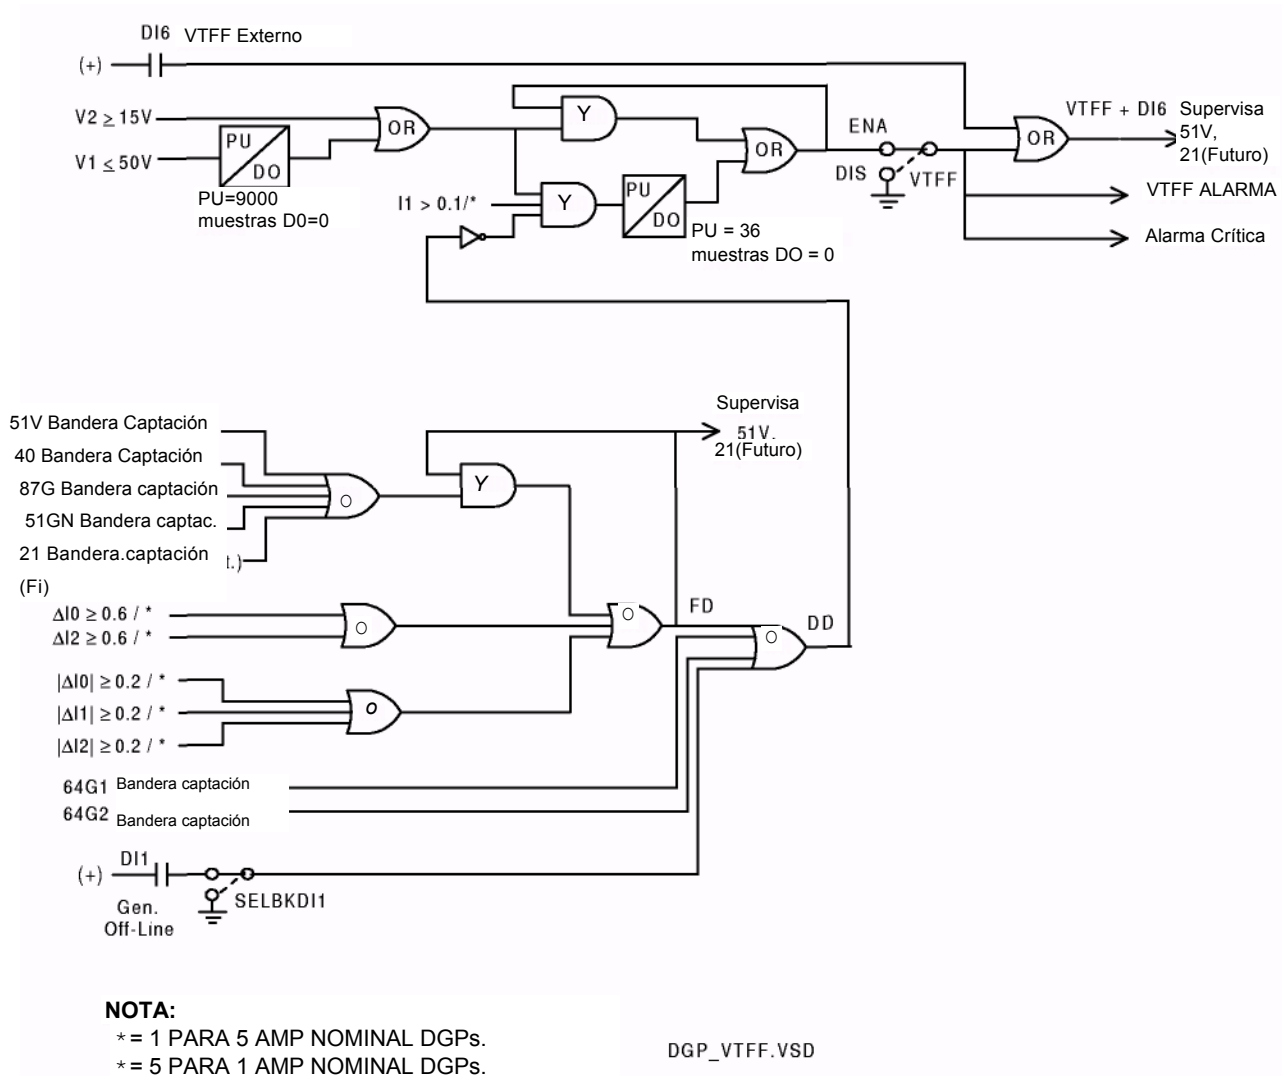 DI6 VTFF Externo
(+)
V2 ≥ 15V
OR
Y
V1 ≤ 50V
PU
DO
PU=9000
muestras D0=0
I1 > 0.1/*
Y
PU
DO
PU = 36
muestras DO = 0
OR
ENA
DIS
VTFF
OR
VTFF + DI6
Supervisa
51V,
21(Futuro)
VTFF ALARMA
Alarma Crítica
51V Bandera Captación
40 Bandera Captación
87G Bandera captación
51GN Bandera captac.
21 Bandera.captación
t.)
(Fi)
O
Y
Supervisa
51V.
21(Futuro)
ΔI0 ≥ 0.6 / *
ΔI2 ≥ 0.6 / *
O
O
FD
O
DD
|ΔI0| ≥ 0.2 / *
|ΔI1| ≥ 0.2 / *
|ΔI2| ≥ 0.2 / *
O
64G1 Bandera captación
64G2 Bandera captación
DI1
(+)
Gen.
Off-Line
SELBKDI1
NOTA:
* = 1 PARA 5 AMP NOMINAL DGPs.
* = 5 PARA 1 AMP NOMINAL DGPs.
DGP_VTFF.VSD